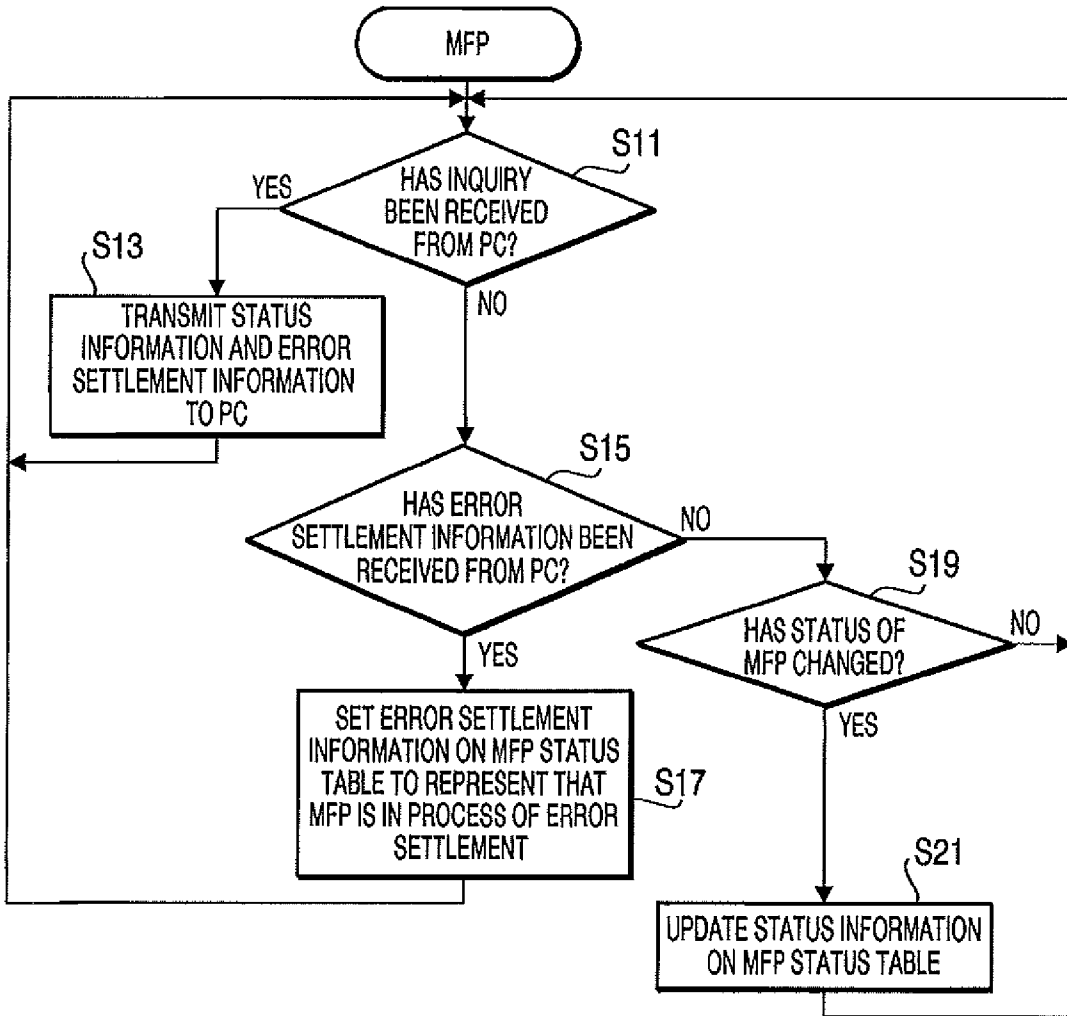 MFP
S11
HAS INQUIRY
BEEN RECEIVED
FROM PC?
YES
NO
S13
TRANSMIT STATUS
INFORMATION AND ERROR
SETTLEMENT INFORMATION
TO PC
S15
HAS ERROR
SETTLEMENT INFORMATION BEEN
RECEIVED FROM PC?
NO
YES
S19
HAS STATUS OF
MFP CHANGED?
NO
YES
SET ERROR SETTLEMENT
INFORMATION ON MFP STATUS
TABLE TO REPRESENT THAT
MFP IS IN PROCESS OF ERROR
SETTLEMENT
S17
S21
UPDATE STATUS INFORMATION
ON MFP STATUS TABLE